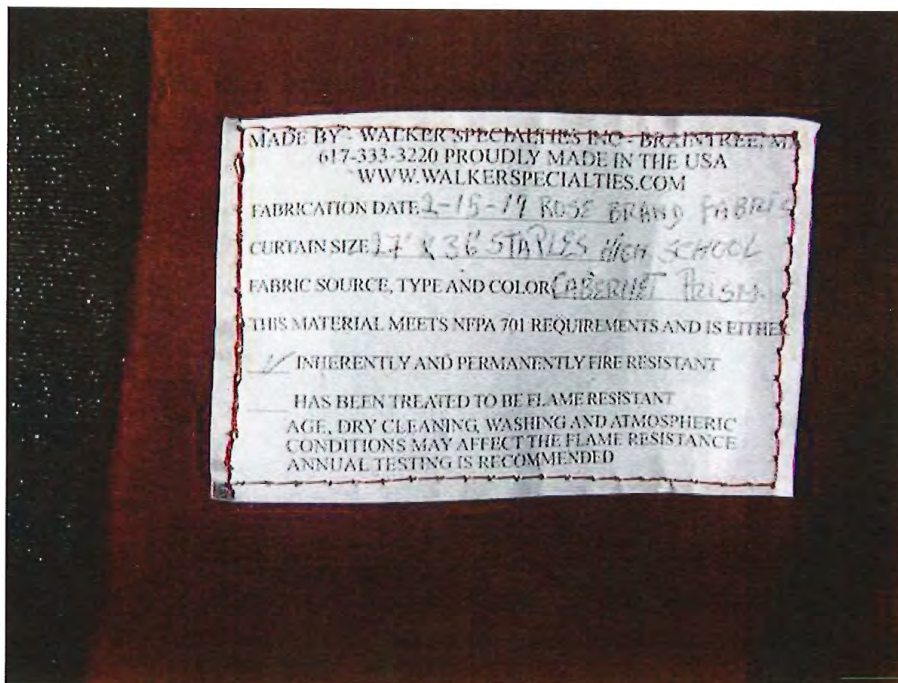 MADE BY - WALKER SPECIALTIES INC - BRAINTREE, MA
617-333-3220 PROUDLY MADE IN THE USA
WWW.WALKERSPECIALTIES.COM
FABRICATION DATE 2-15-19 ROSE BRAND FABRIC
CURTAIN SIZE 27' X 36' STAPLES HIGH SCHOOL
FABRIC SOURCE, TYPE AND COLOR CABERNET PRISM
THIS MATERIAL MEETS NFPA 701 REQUIREMENTS AND IS EITHER
INHERENTLY AND PERMANENTLY FIRE RESISTANT
HAS BEEN TREATED TO BE FLAME RESISTANT
AGE, DRY CLEANING, WASHING AND ATMOSPHERIC
CONDITIONS MAY AFFECT THE FLAME RESISTANCE
ANNUAL TESTING IS RECOMMENDED